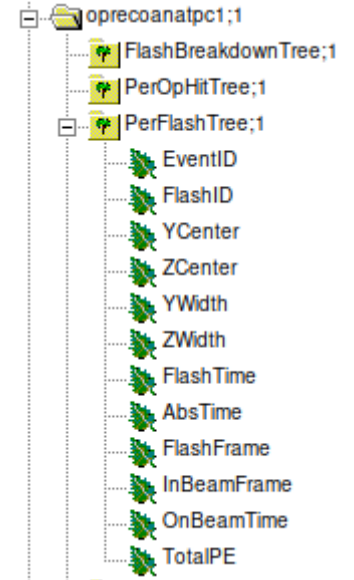 oprecoanatpc1;1
FlashBreakdownTree;1
PerOpHitTree;1
PerFlashTree;1
EventID
FlashID
YCenter
ZCenter
YWidth
ZWidth
FlashTime
AbsTime
FlashFrame
InBeamFrame
OnBeamTime
TotalPE